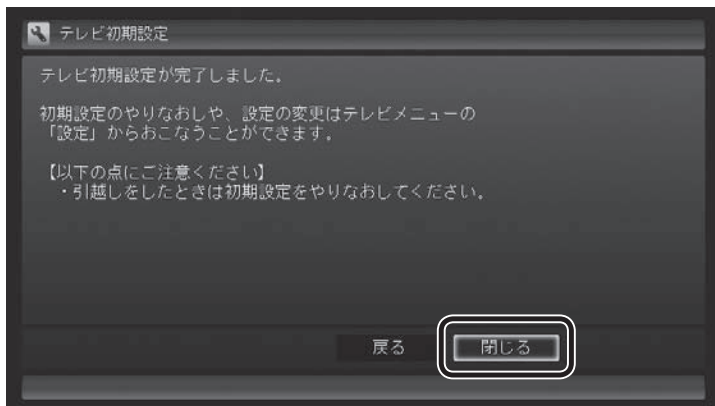 テレビ初期設定
テレビ初期設定が完了しました．
初期設定のやりなおしや、設定の変更はテレビメニューの
「設定」からおこなうことができます．
【以下の点にご注意ください】
・引越しをしたときは初期設定をやりなおしてください．
戻る
閉じる